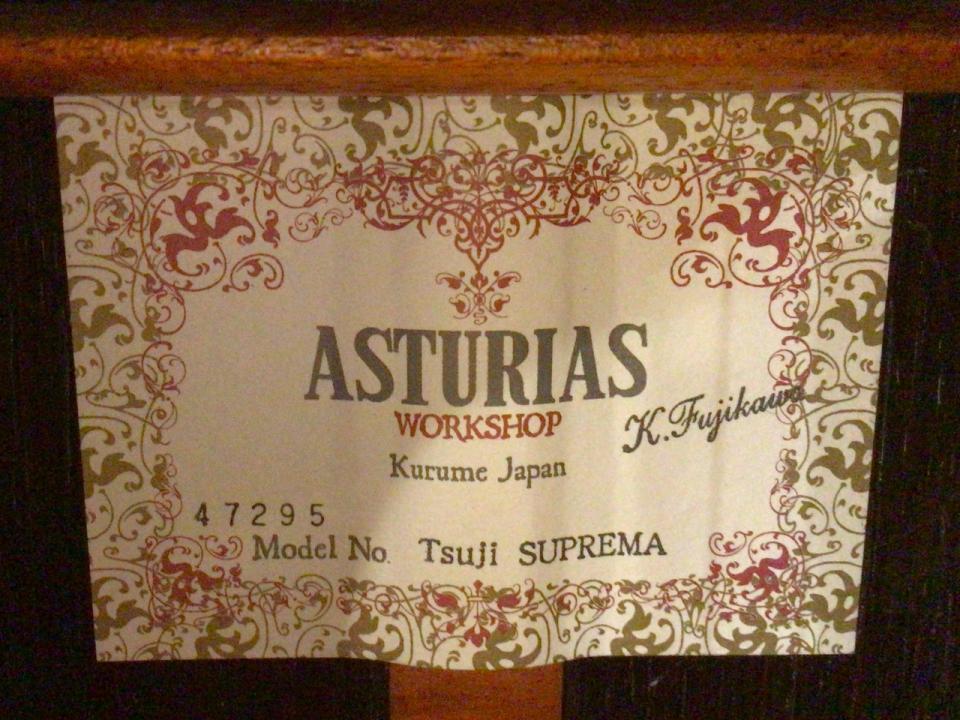 ASTURIAS
WORKSHOP
K. Fujikawa
Kurume Japan
47295
Model No. Tsuji SUPREMA